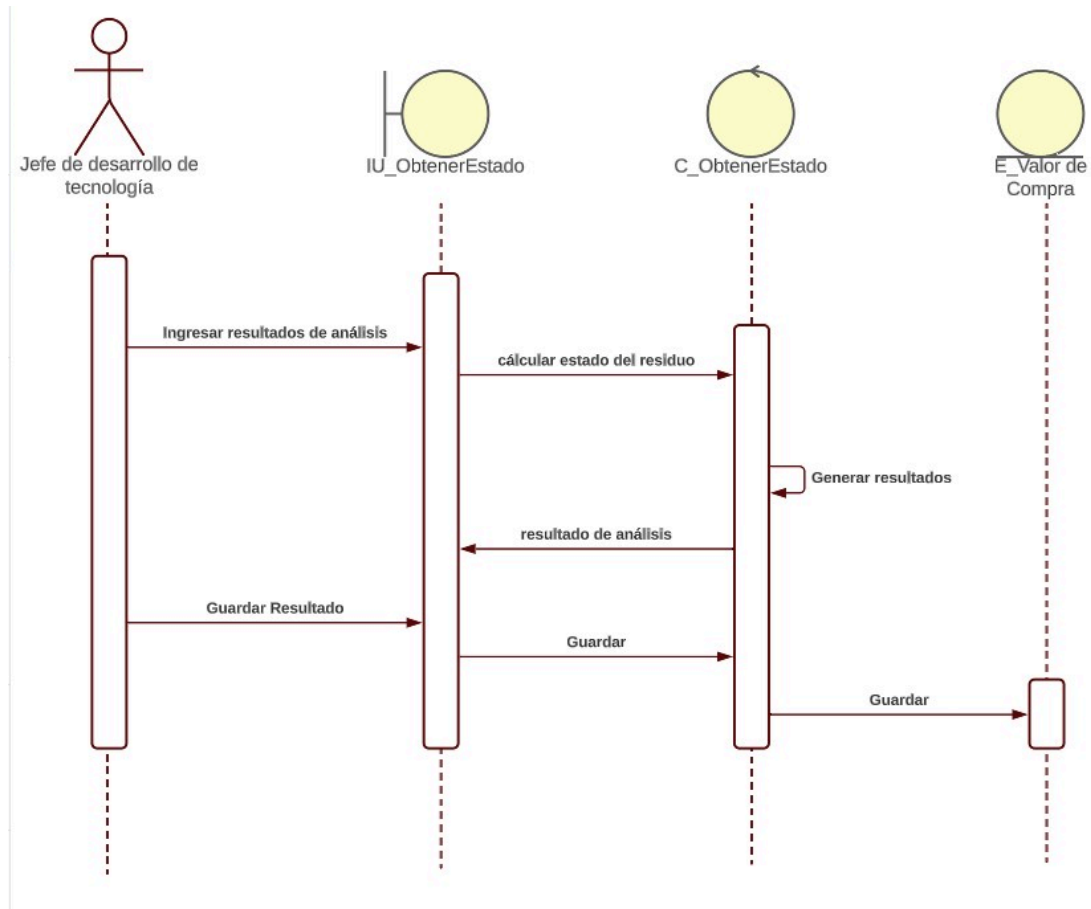 Jefe de desarrollo de
tecnología
IU_ObtenerEstado
C_ObtenerEstado
E_Valor de
Compra
Ingresar resultados de análisis
cálcular estado del residuo
Generar resultados
resultado de análisis
Guardar Resultado
Guardar
Guardar